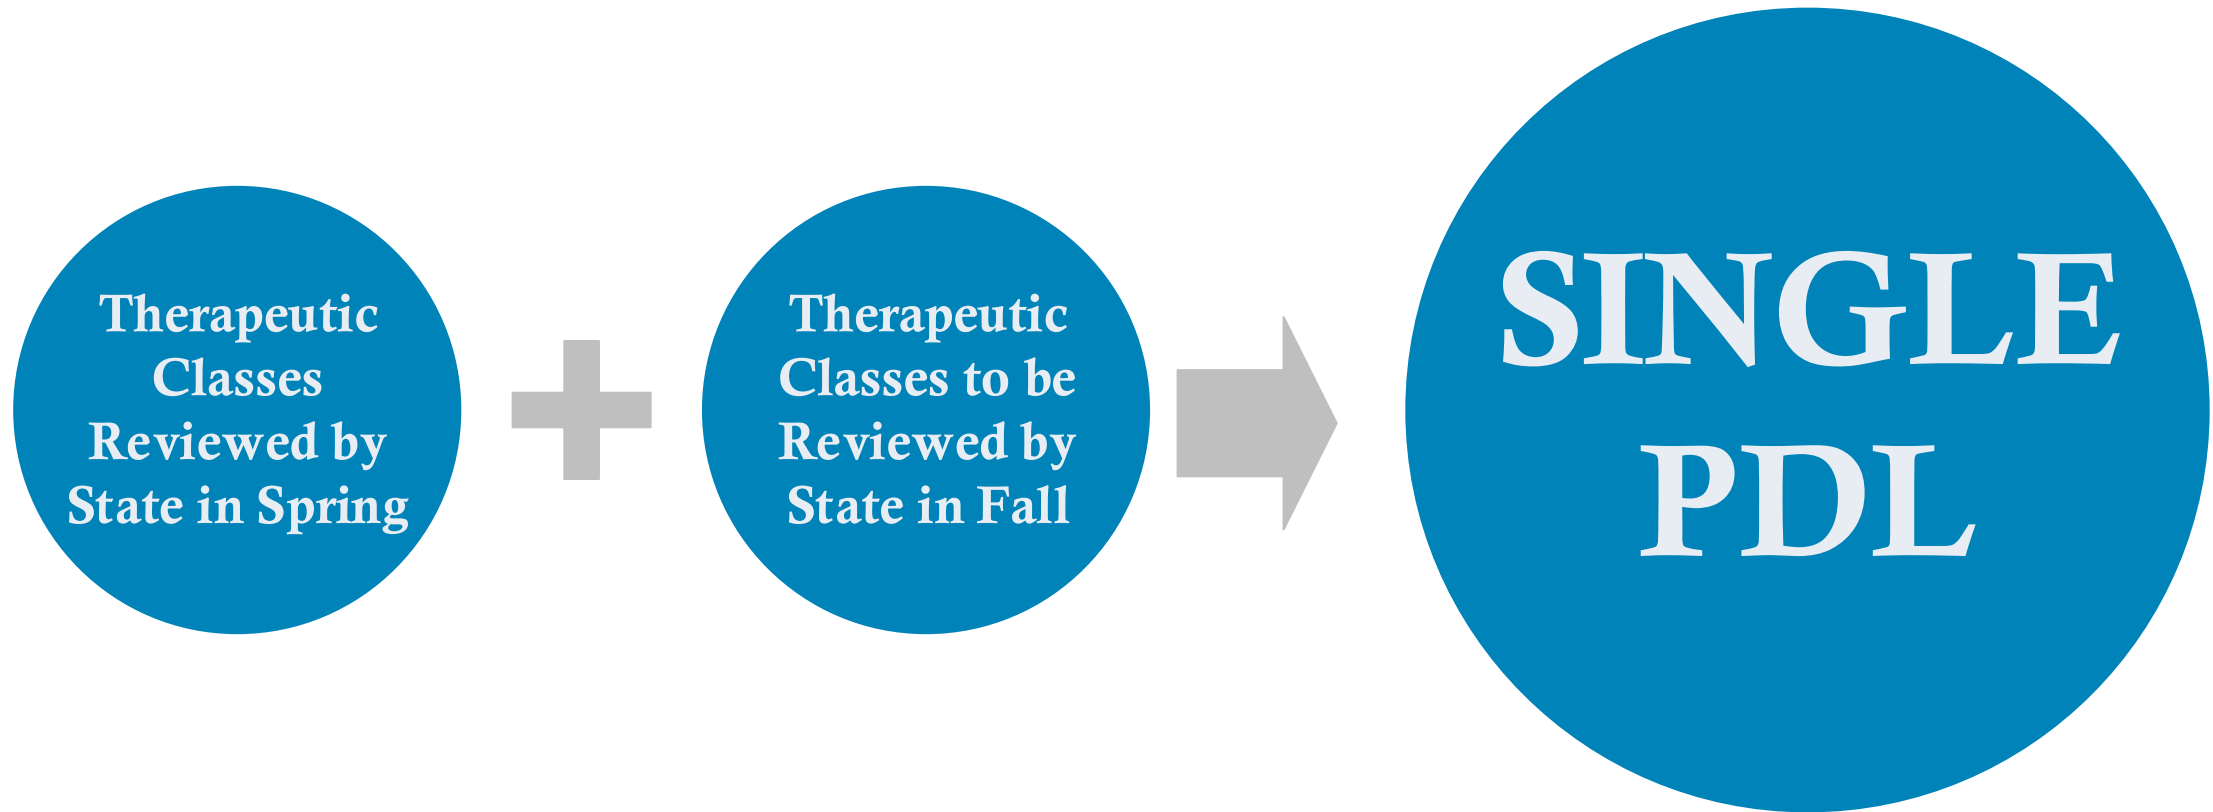 Therapeutic
Classes
Reviewed by
State in Spring
Therapeutic
Classes to be
Reviewed by
State in Fall
SINGLE
PDL